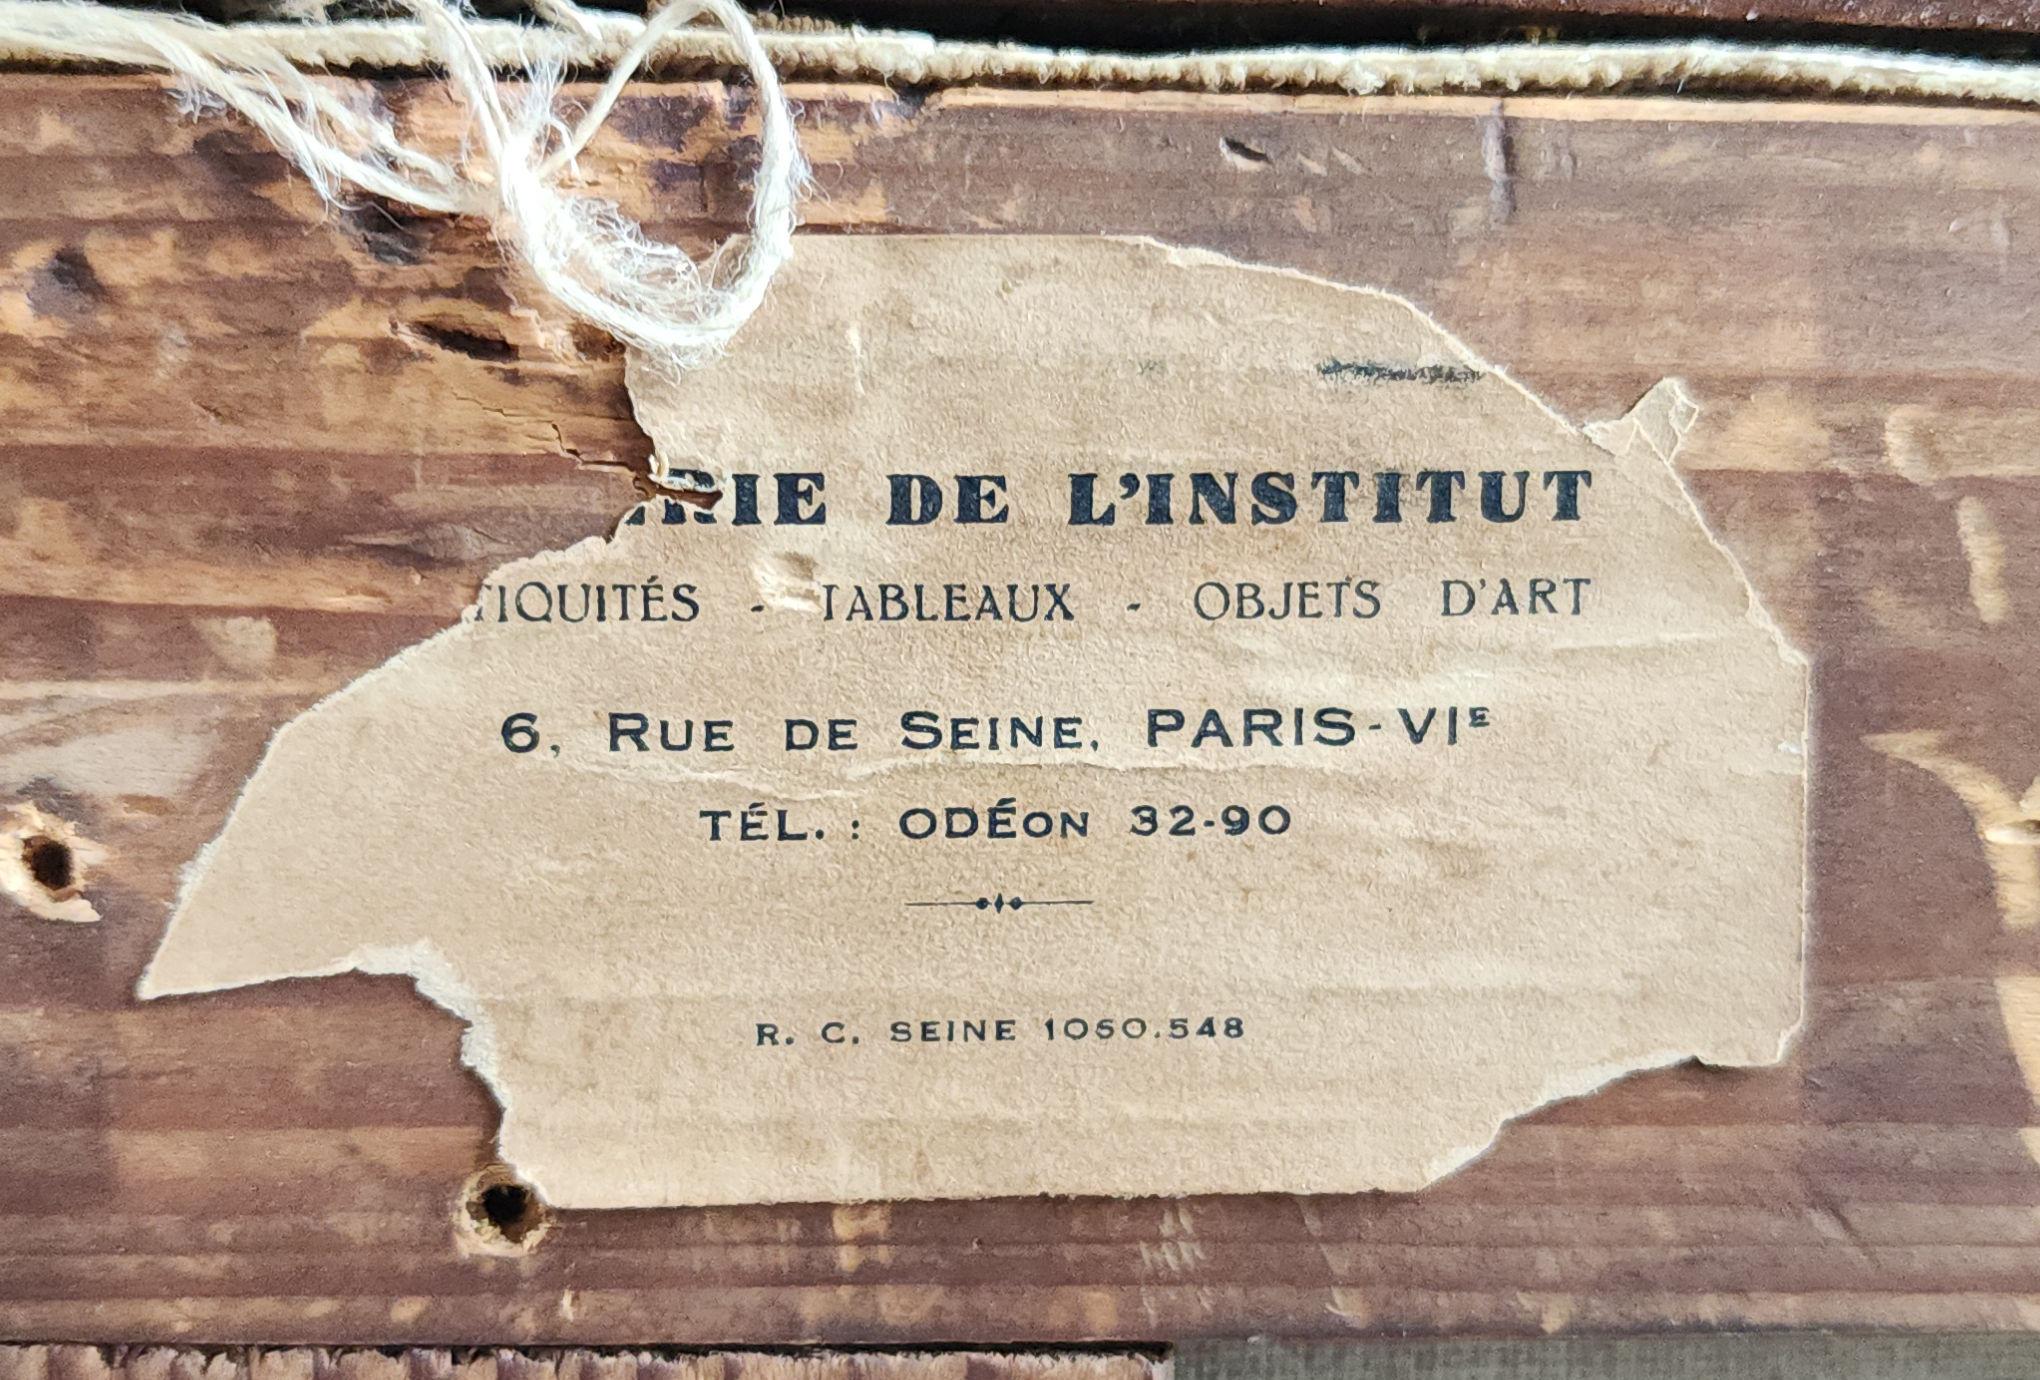 RIE DE L'INSTITUT
TIQUITÉS - TABLEAUX - OBJETS D'ART
6, RUE DE SEINE, PARIS-VIE
TÉL. : ODÉON 32-90
R. C. SEINE 1050.548